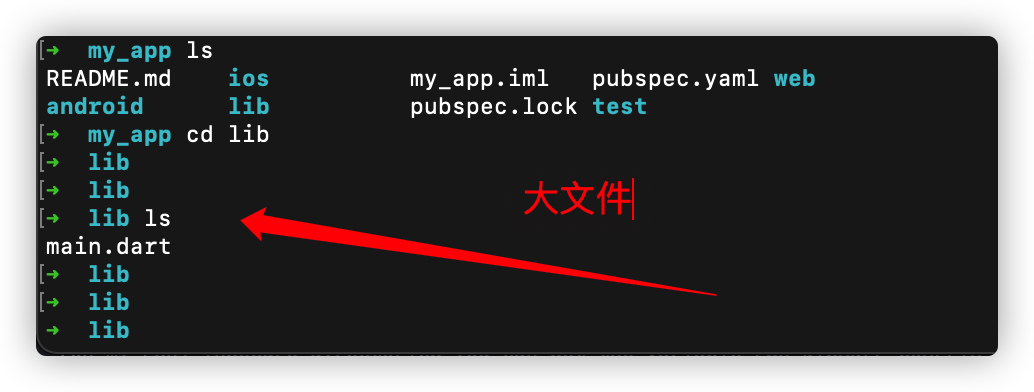 [➜  my_app ls
README.md    ios          my_app.iml   pubspec.yaml web
android      lib          pubspec.lock test
[➜  my_app cd lib
[➜  lib
[➜  lib
[➜  lib ls
大文件
main.dart
[➜  lib
[➜  lib
➜  lib